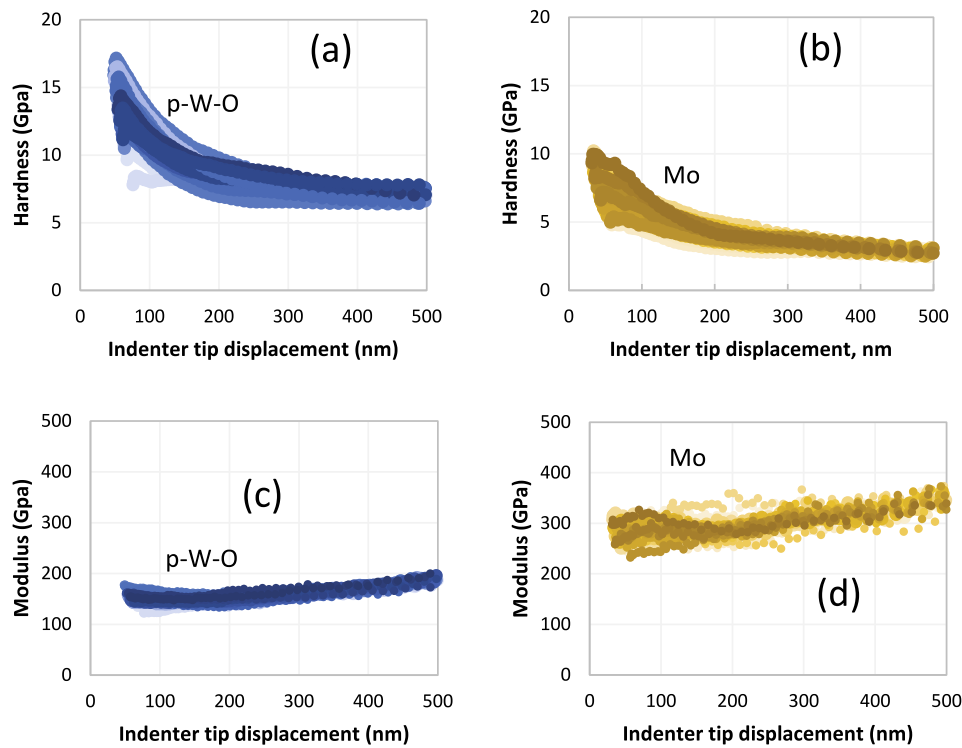 (a)
p-W-O
Hardness (Gpa)
20
15
10
5
0
0 100 200 300 400 500
Indenter tip displacement (nm)
(b)
Mo
Hardness (GPa)
20
15
10
5
0
0 100 200 300 400 500
Indenter tip displacement, nm
(c)
p-W-O
Modulus (Gpa)
500
400
300
200
100
0
0 100 200 300 400 500
Indenter tip displacement (nm)
Mo
(d)
Modulus (GPa)
500
400
300
200
100
0
0 100 200 300 400 500
Indenter tip displacement (nm)